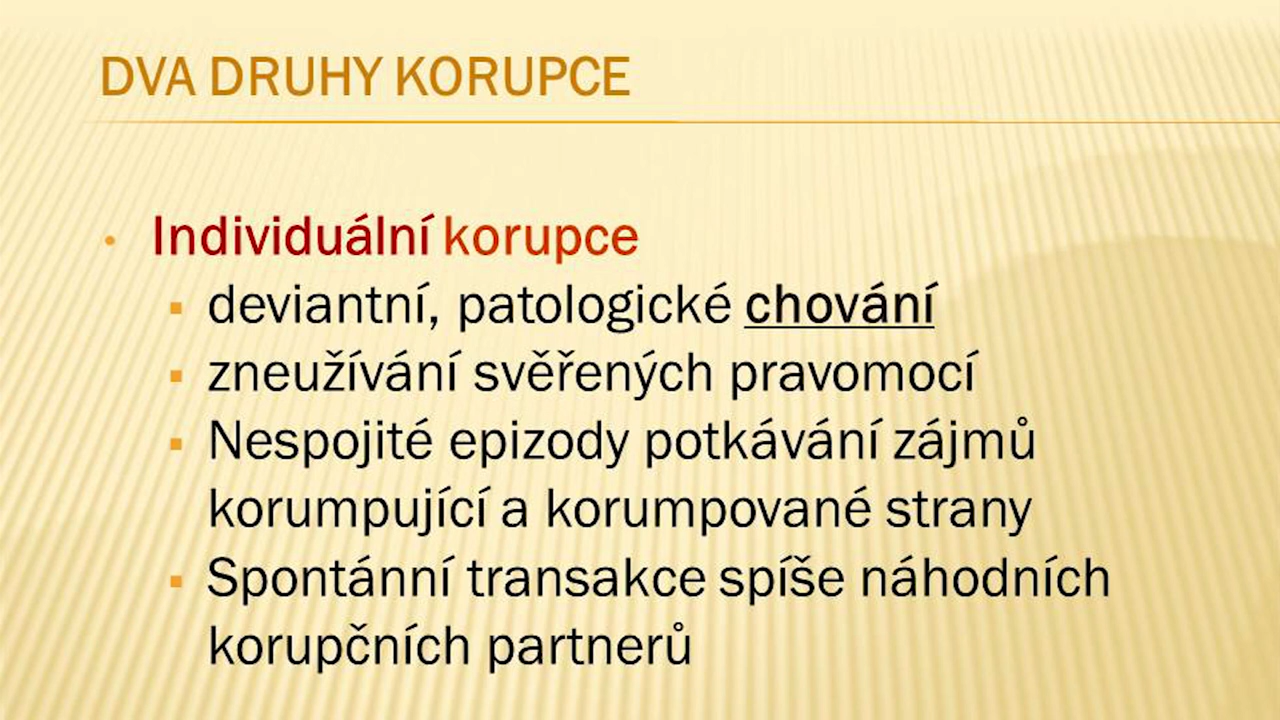 DVA DRUHY KORUPCE
• Individuální korupce
▪ deviantní, patologické chování
▪ zneužívání svěřených pravomocí
▪ Nespojité epizody potkávání zájmů
korumpující a korumpované strany
▪ Spontánní transakce spíše náhodních
korupčních partnerů